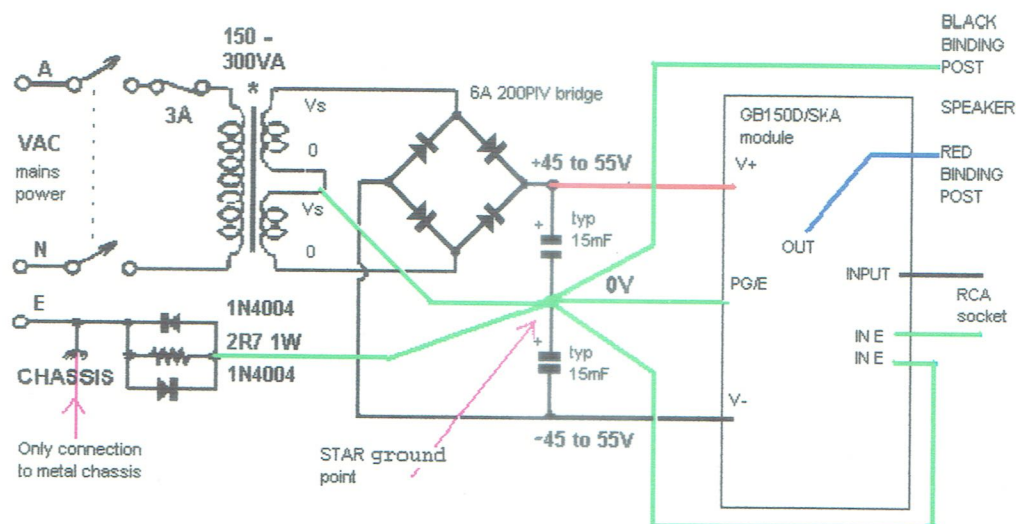 150 -
300VA
*
A
3A
VAC
mains
power
N
E
Vs
0
Vs
0
6A 200PIV bridge
+45 to 55V
+
typ
15mF
0V
+
typ
15mF
-45 to 55V
1N4004
2R7 1W
1N4004
CHASSIS
Only connection
to metal chassis
STAR ground
point
GB150D/SKA
module
V+
OUT
INPUT
PG/E
IN E
IN E
V-
BLACK
BINDING
POST
SPEAKER
RED
BINDING
POST
RCA
socket